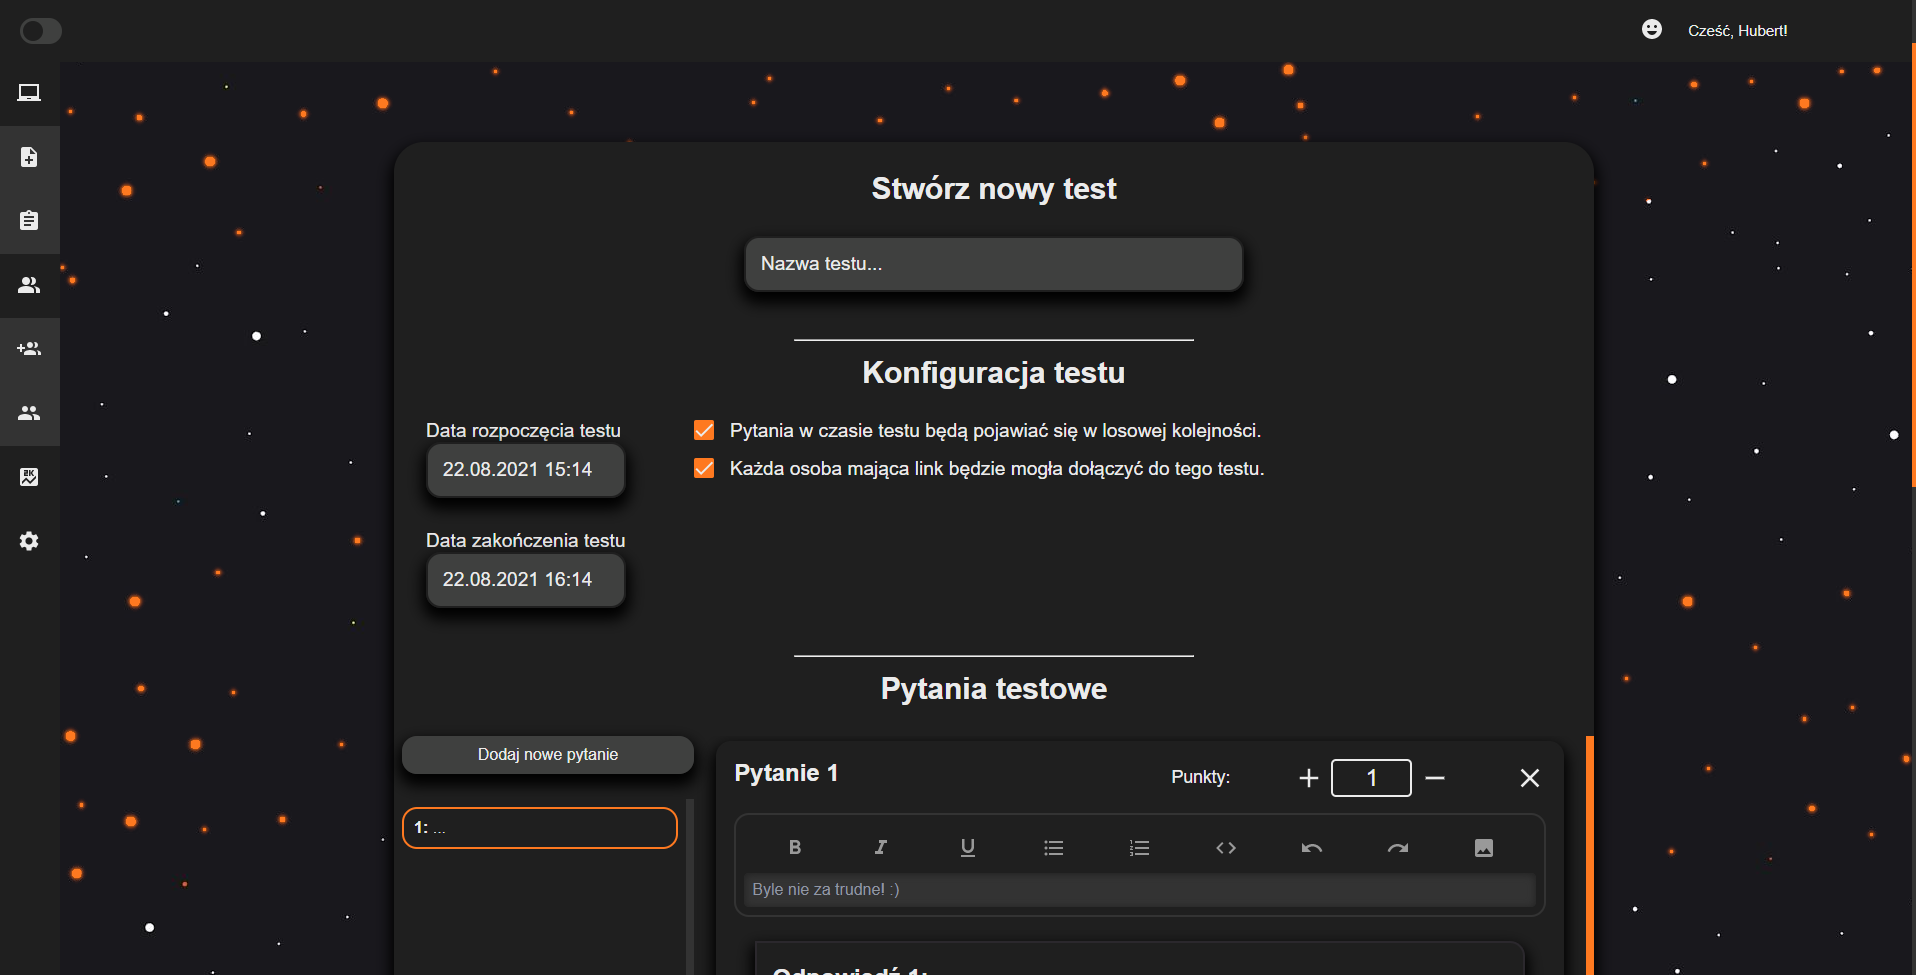 Cześć, Hubert!
Stwórz nowy test
Nazwa testu...
Konfiguracja testu
Data rozpoczęcia testu
22.08.2021 15:14
Pytania w czasie testu będą pojawiać się w losowej kolejności.
Każda osoba mająca link będzie mogła dołączyć do tego testu.
Data zakończenia testu
22.08.2021 16:14
Pytania testowe
Dodaj nowe pytanie
1: ...
Pytanie 1
Punkty:
1
Byle nie za trudne! :)
Odpowiedź 1: